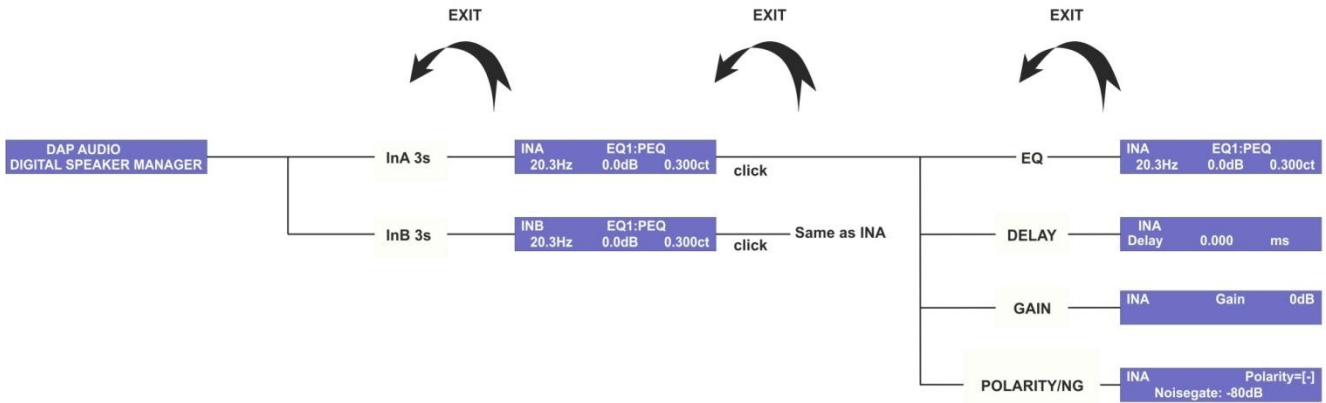 EXIT EXIT EXIT
DAP AUDIO
DIGITAL SPEAKER MANAGER
InA 3s
INA EQ1:PEQ
20.3Hz 0.0dB 0.300ct
click
EQ
INA EQ1:PEQ
20.3Hz 0.0dB 0.300ct
InB 3s
INB EQ1:PEQ
20.3Hz 0.0dB 0.300ct
click
Same as INA
DELAY
INA
Delay 0.000 ms
GAIN
INA Gain 0dB
POLARITY/NG
INA Polarity=[-]
Noisegate: -80dB